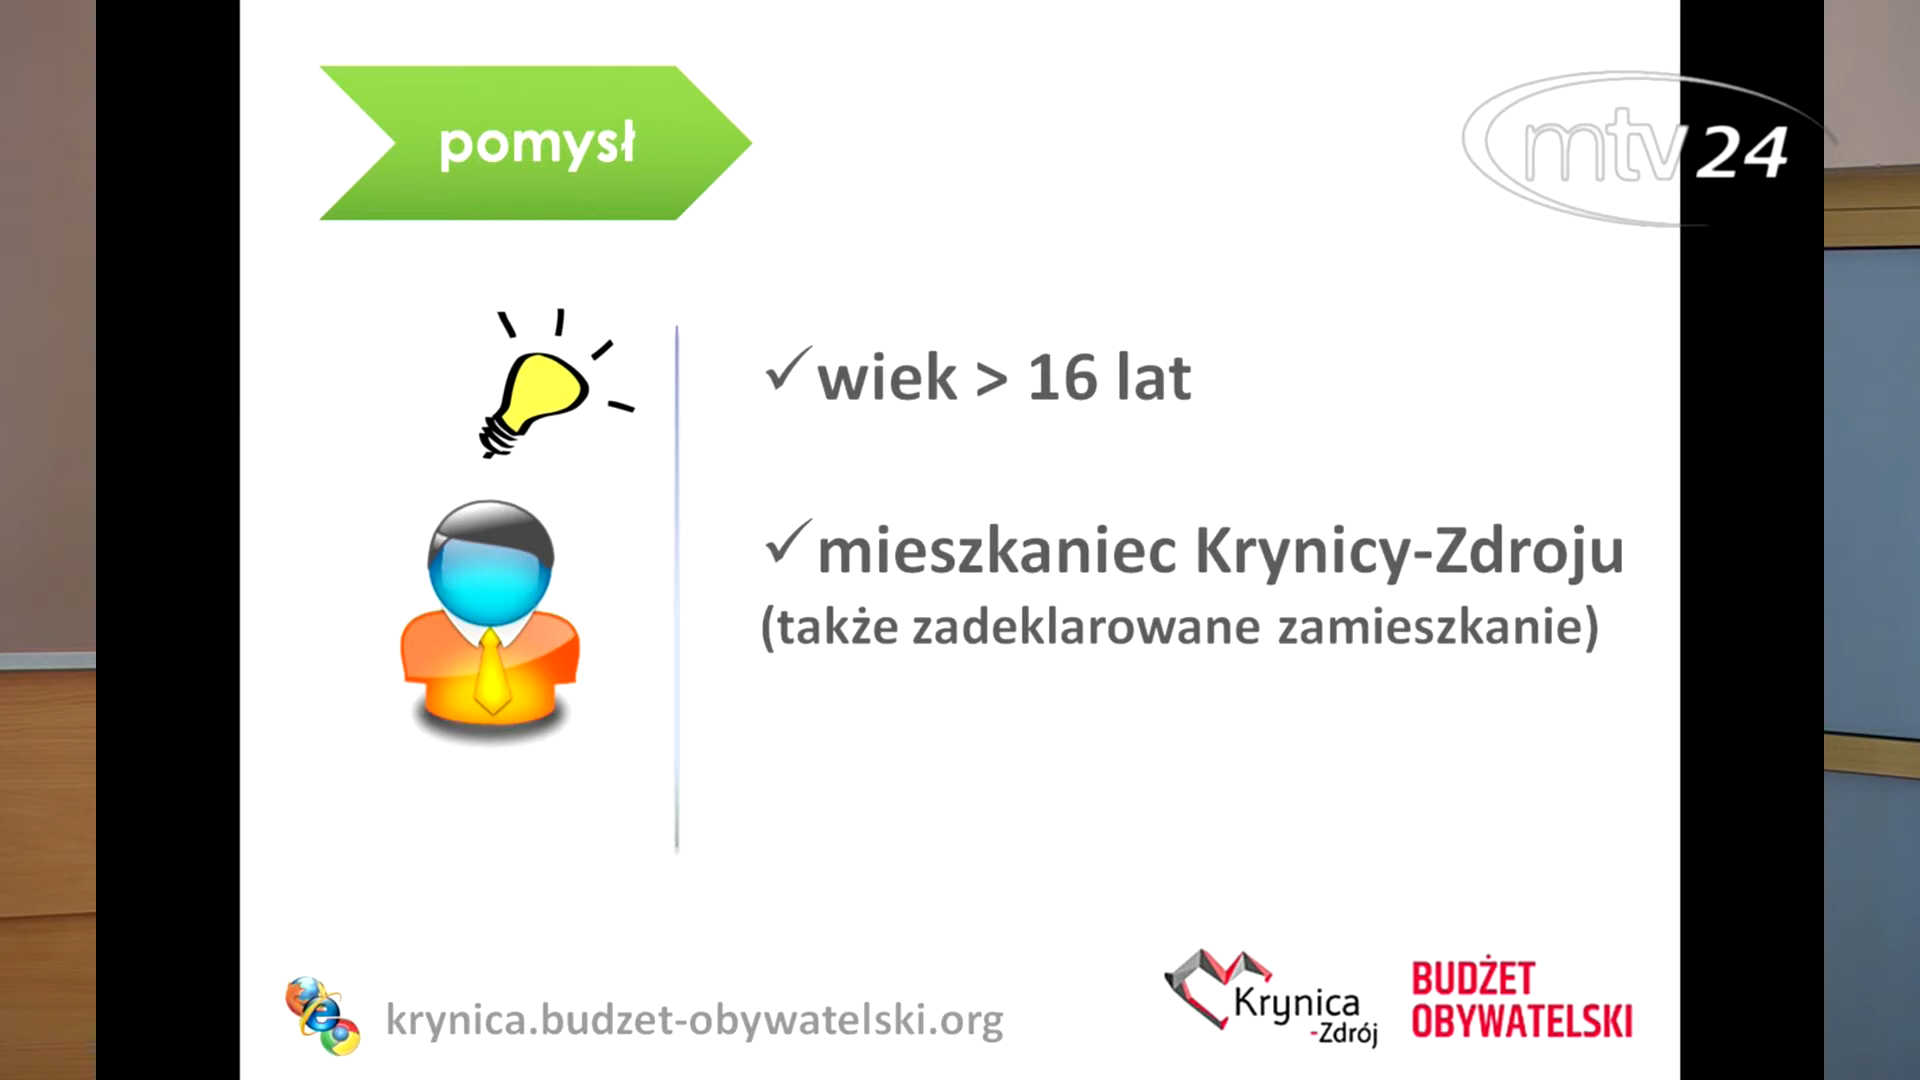 pomysł
mtv24
wiek > 16 lat
mieszkaniec Krynicy-Zdroju
(także zadeklarowane zamieszkanie)
krynica.budzet-obywatelski.org
Krynica
-Zdrój
BUDŻET
OBYWATELSKI